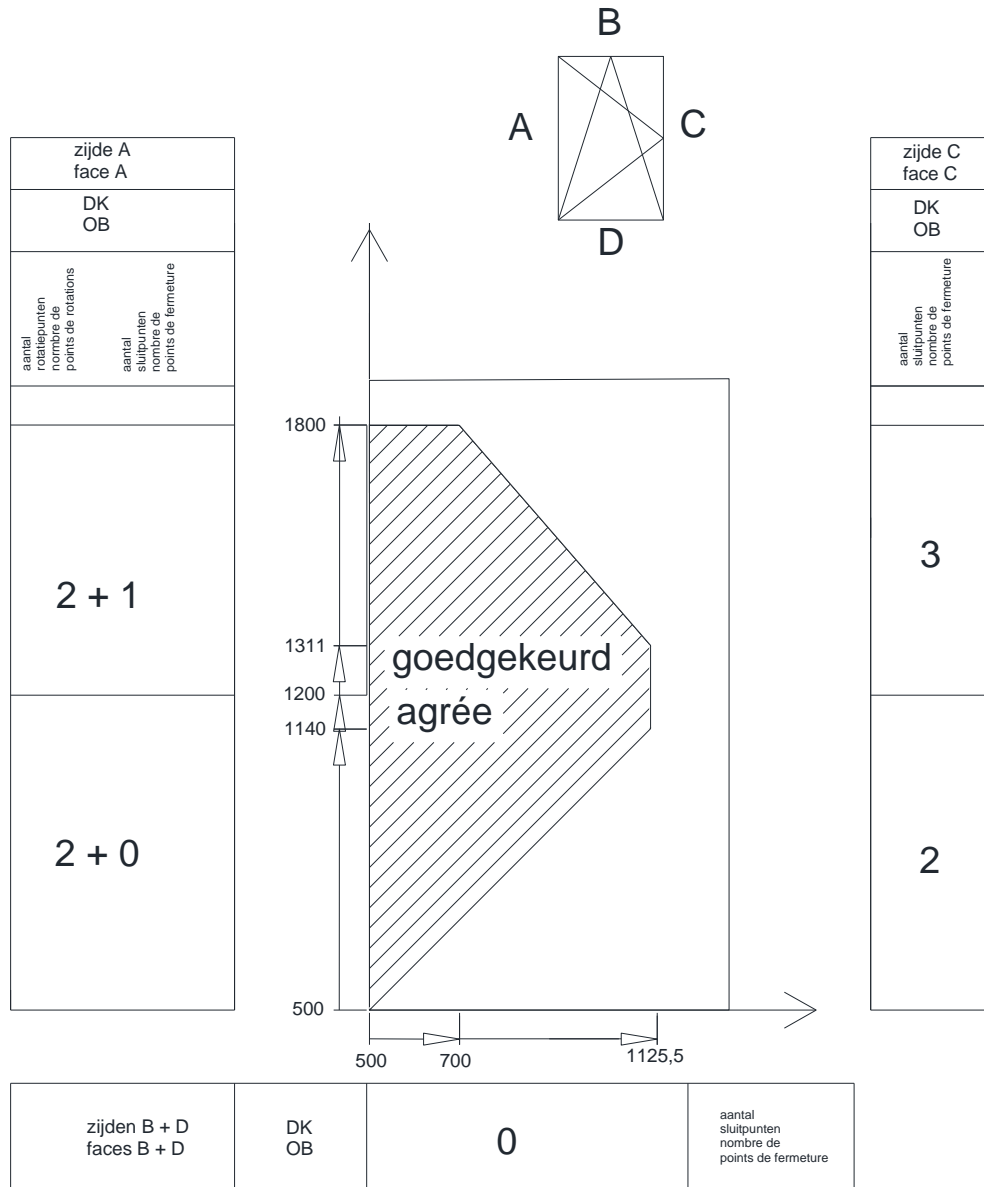 B
A
C
D
zijde A
face A
DK
OB
aantal
rotatiepunten
normbre de
points de rotations
aantal
sluitpunten
nombre de
points de fermeture
zijde C
face C
DK
OB
aantal
sluitpunten
nombre de
points de fermeture
1800
2 + 1
3
1311
goedgekeurd
1200
agrée
1140
2 + 0
2
500
500
700
1125,5
zijden B + D
faces B + D
DK
OB
0
aantal
sluitpunten
nombre de
points de fermeture